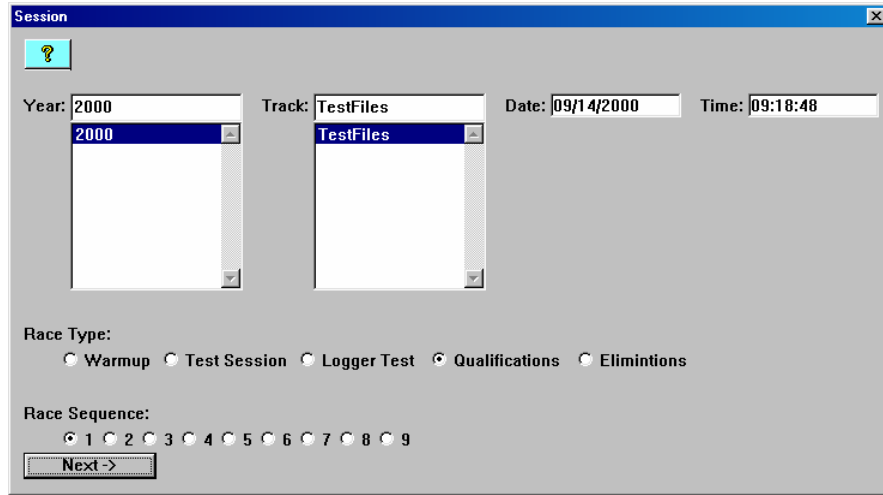 Session
?
Year: 2000 Track: TestFiles Date: 09/14/2000 Time: 09:18:48
2000 TestFiles
Race Type:
Warmup Test Session Logger Test Qualifications Elimintions
Race Sequence:
1 2 3 4 5 6 7 8 9
Next ->